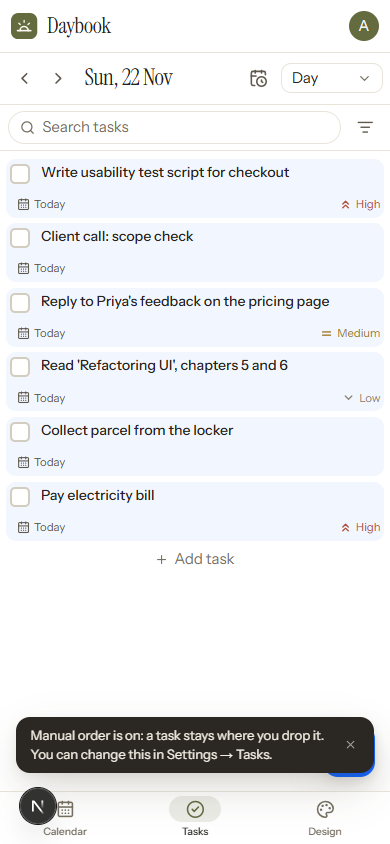 Daybook
A
Sun, 22 Nov
Day
Search tasks
Write usability test script for checkout
Today
High
Client call: scope check
Today
Reply to Priya's feedback on the pricing page
Today
Medium
Read 'Refactoring UI', chapters 5 and 6
Today
Low
Collect parcel from the locker
Today
Pay electricity bill
Today
High
+ Add task
Manual order is on: a task stays where you drop it.
You can change this in Settings → Tasks.
N
Calendar
Tasks
Design